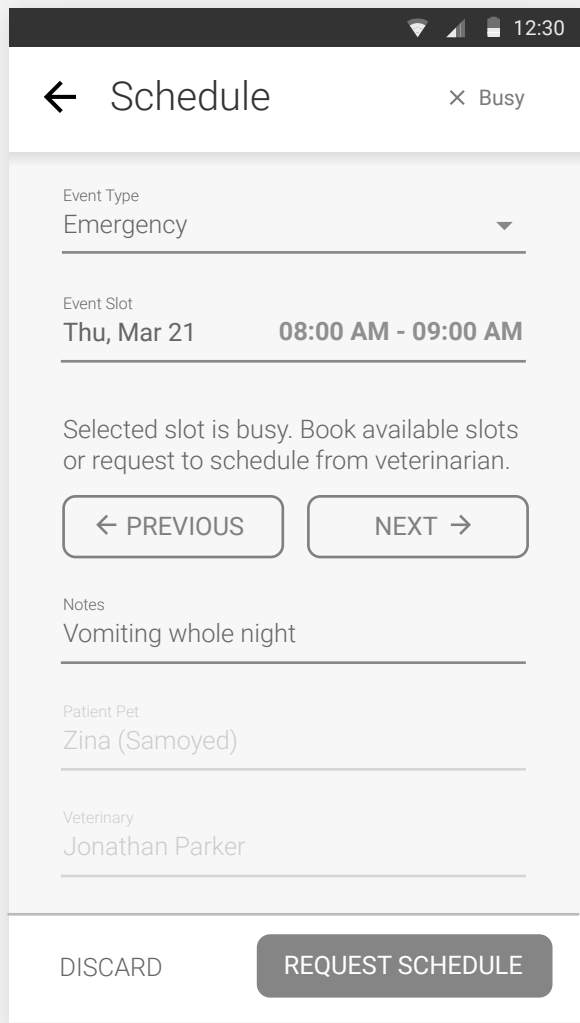 12:30
Schedule
Busy
Event Type
Emergency
Event Slot
Thu, Mar 21 08:00 AM - 09:00 AM
Selected slot is busy. Book available slots
or request to schedule from veterinarian.
← PREVIOUS NEXT →
Notes
Vomiting whole night
Patient Pet
Zina (Samoyed)
Veterinary
Jonathan Parker
DISCARD REQUEST SCHEDULE